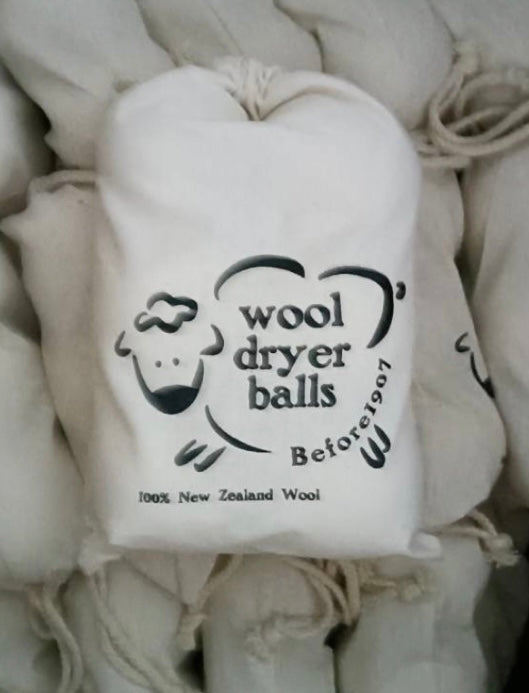 wool
dryer
balls
Before1907
100% New Zealand Wool